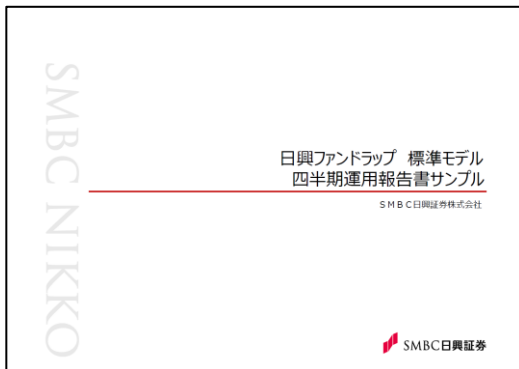 SMBC NIKKO
日興ファンドラップ 標準モデル
四半期運用報告書サンプル
SMBC日興証券株式会社
SMBC日興証券